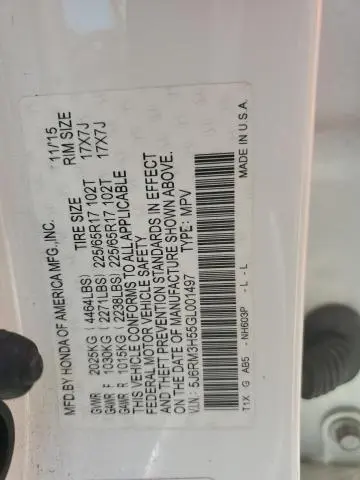 MFD.BY HONDA OF AMERICA MFG.,INC. 11/15
TIRE SIZE RIM SIZE
GVWR 2025KG (4464LBS)
GAWR F 1030KG (2271LBS) 225/65R17 102T 17X7J
GAWR R 1015KG (2238LBS) 225/65R17 102T 17X7J
THIS VEHICLE CONFORMS TO ALL APPLICABLE
FEDERAL MOTOR VEHICLE SAFETY
AND THEFT PREVENTION STANDARDS IN EFFECT
ON THE DATE OF MANUFACTURE SHOWN ABOVE.
V.I.N.: 5J6RM3H55GL001497 TYPE: MPV
T1X G AB5 - NH603P - L - L MADE IN U.S.A.